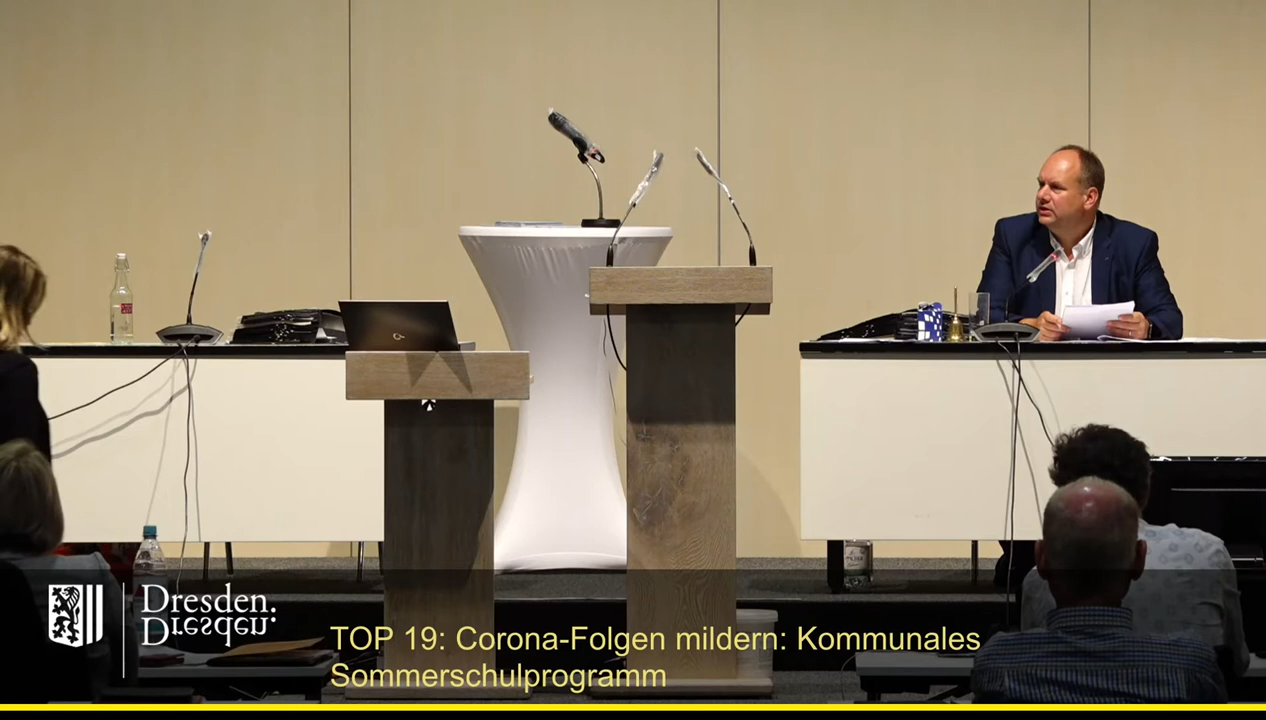 Dresden.
Dresden.
TOP 19: Corona-Folgen mildern: Kommunales
Sommerschulprogramm